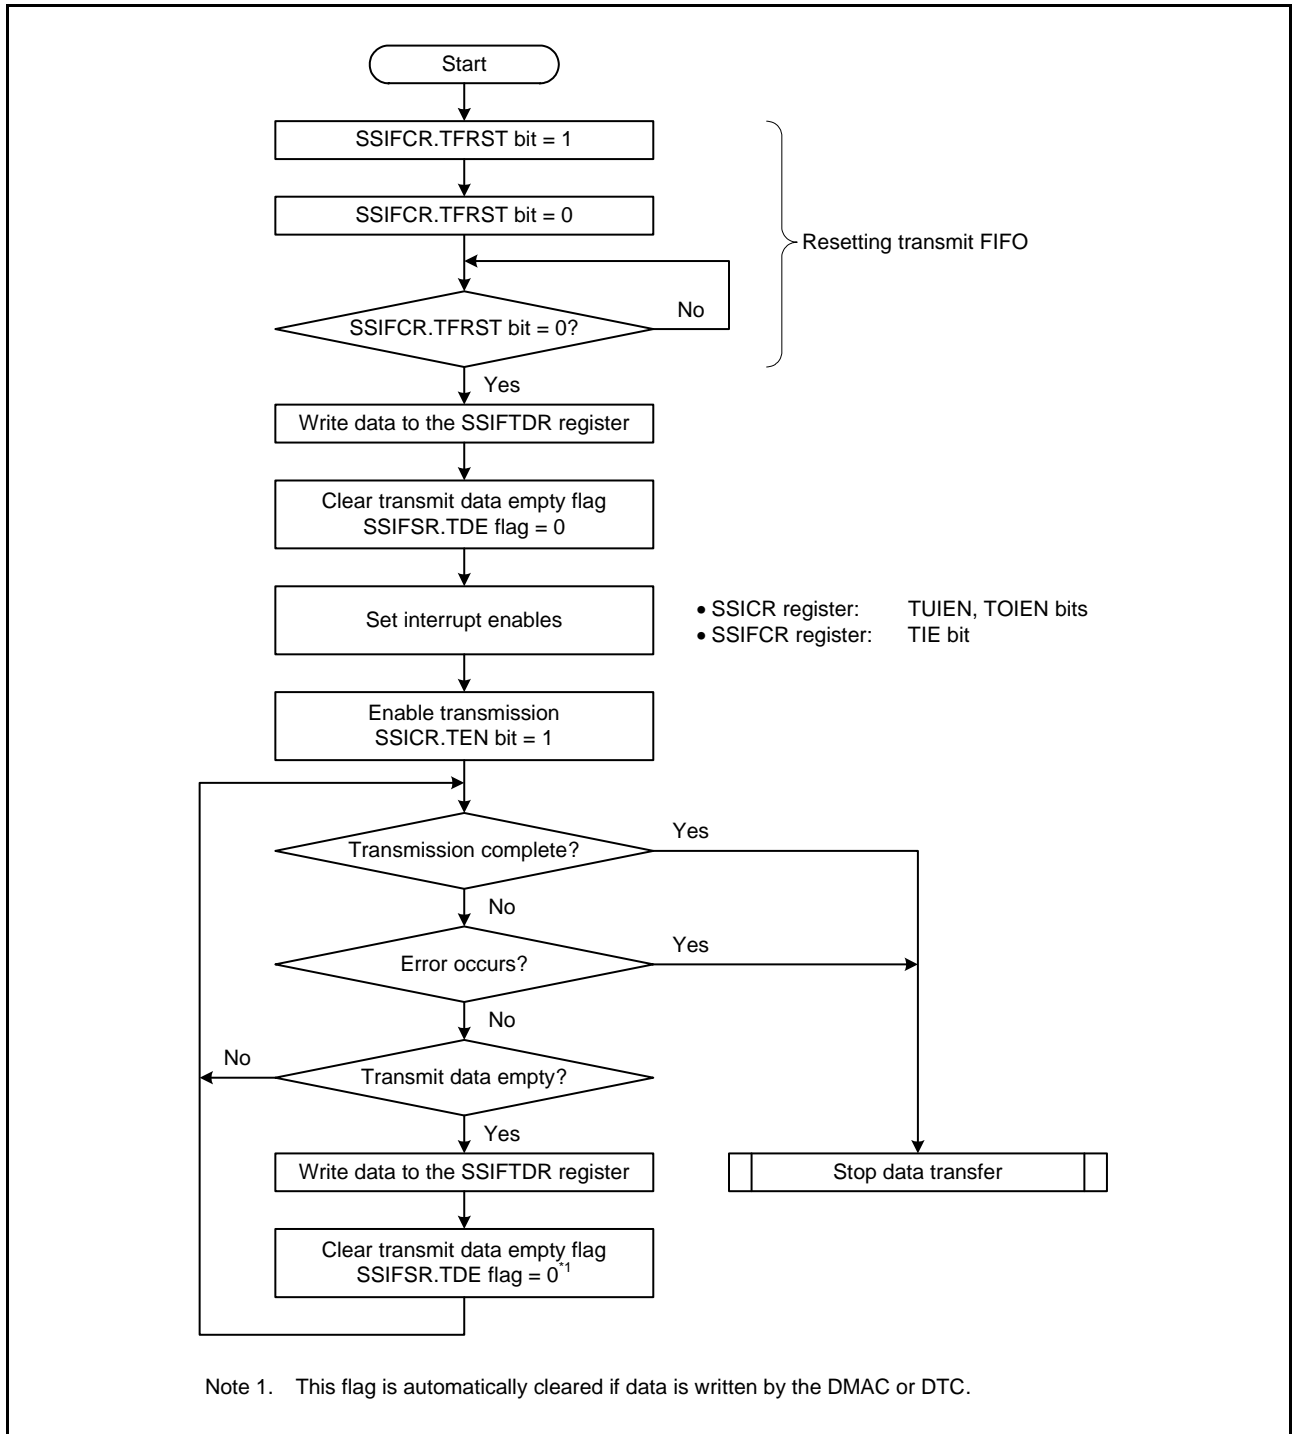 Start
SSIFCR.TFRST bit = 1
SSIFCR.TFRST bit = 0
Resetting transmit FIFO
No
SSIFCR.TFRST bit = 0?
Yes
Write data to the SSIFTDR register
Clear transmit data empty flag
SSIFSR.TDE flag = 0
Set interrupt enables
• SSICR register: TUIEN, TOIEN bits
• SSIFCR register: TIE bit
Enable transmission
SSICR.TEN bit = 1
Yes
Transmission complete?
No
Yes
Error occurs?
No
No
Transmit data empty?
Yes
Write data to the SSIFTDR register
Stop data transfer
Clear transmit data empty flag
SSIFSR.TDE flag = 0*1
Note 1. This flag is automatically cleared if data is written by the DMAC or DTC.